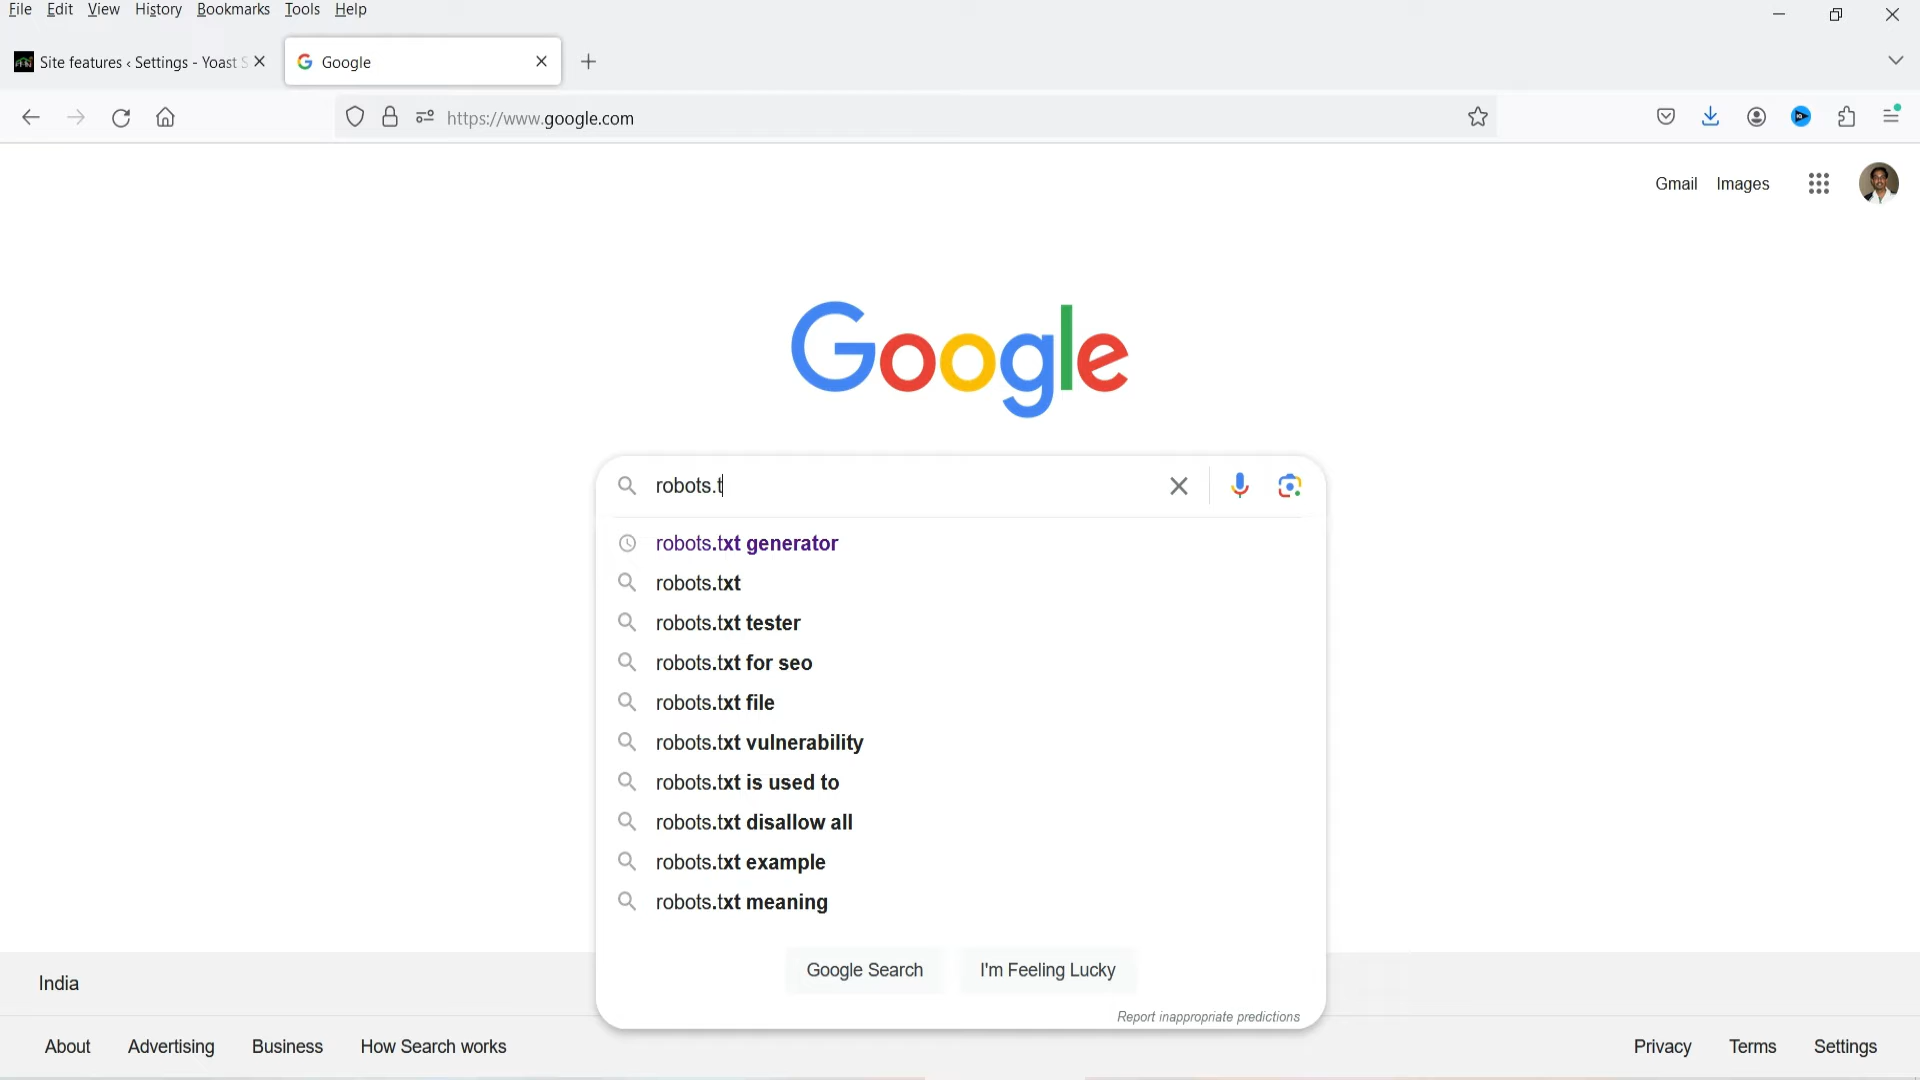 File Edit View History Bookmarks Tools Help
Site features ‹ Settings - Yoast S
Google
https://www.google.com
Gmail Images
Google
robots.t
robots.txt generator
robots.txt
robots.txt tester
robots.txt for seo
robots.txt file
robots.txt vulnerability
robots.txt is used to
robots.txt disallow all
robots.txt example
robots.txt meaning
Google Search I'm Feeling Lucky
Report inappropriate predictions
India
About Advertising Business How Search works Privacy Terms Settings